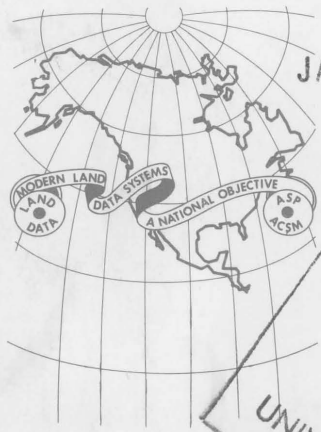 MODERN LAND DATA SYSTEMS A NATIONAL OBJECTIVE
LAND
DATA
ASP
ACSM